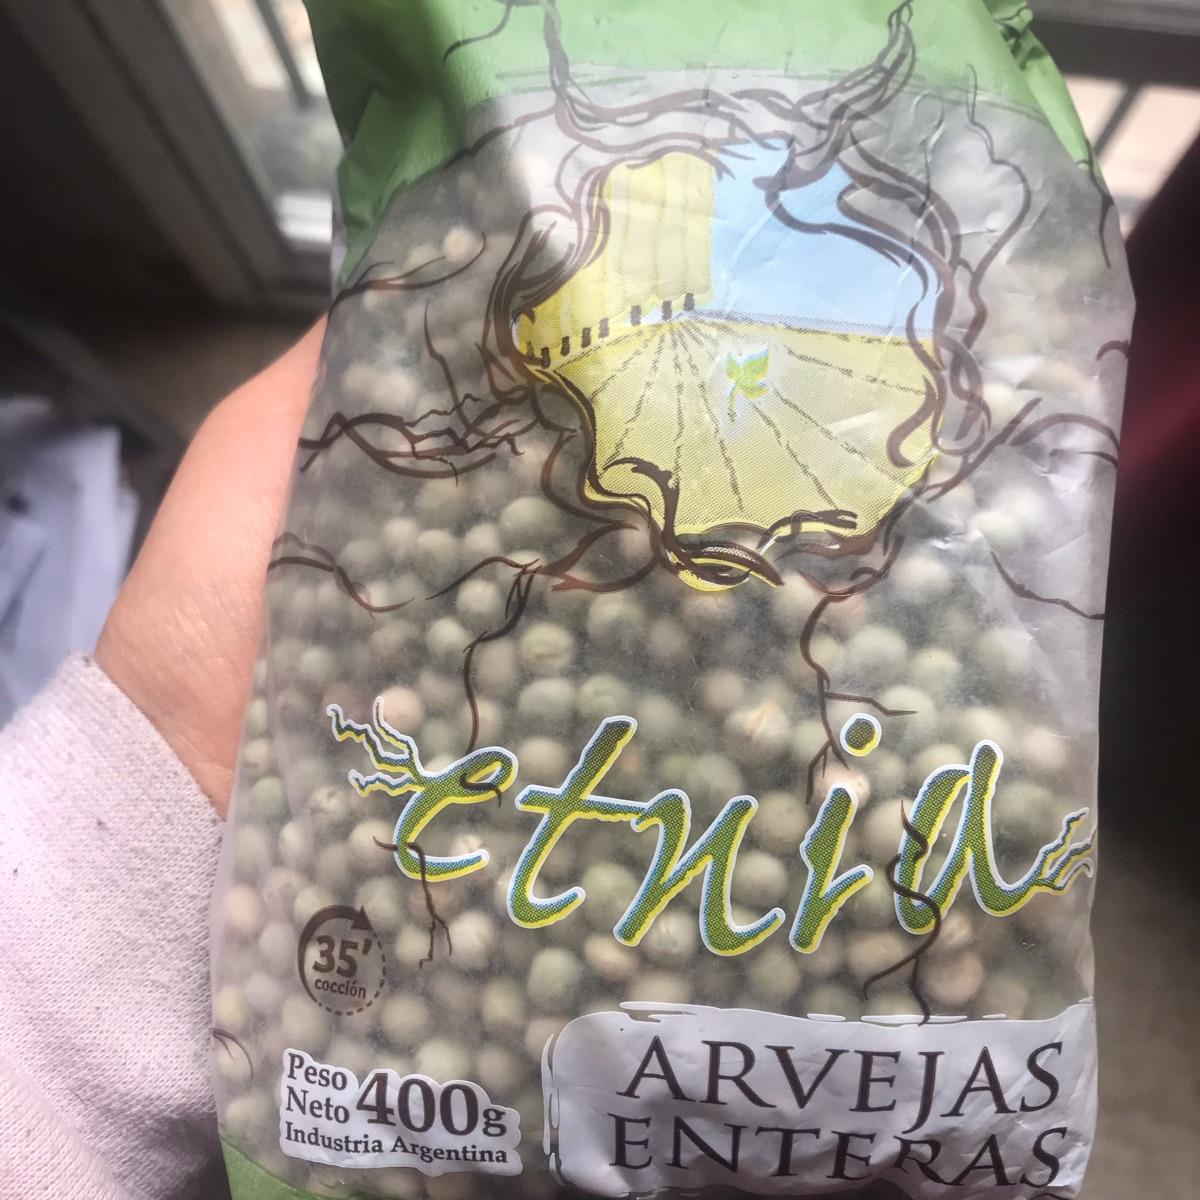 etnia
35'
cocción
Peso
Neto 400g
Industria Argentina
ARVEJAS
ENTERAS